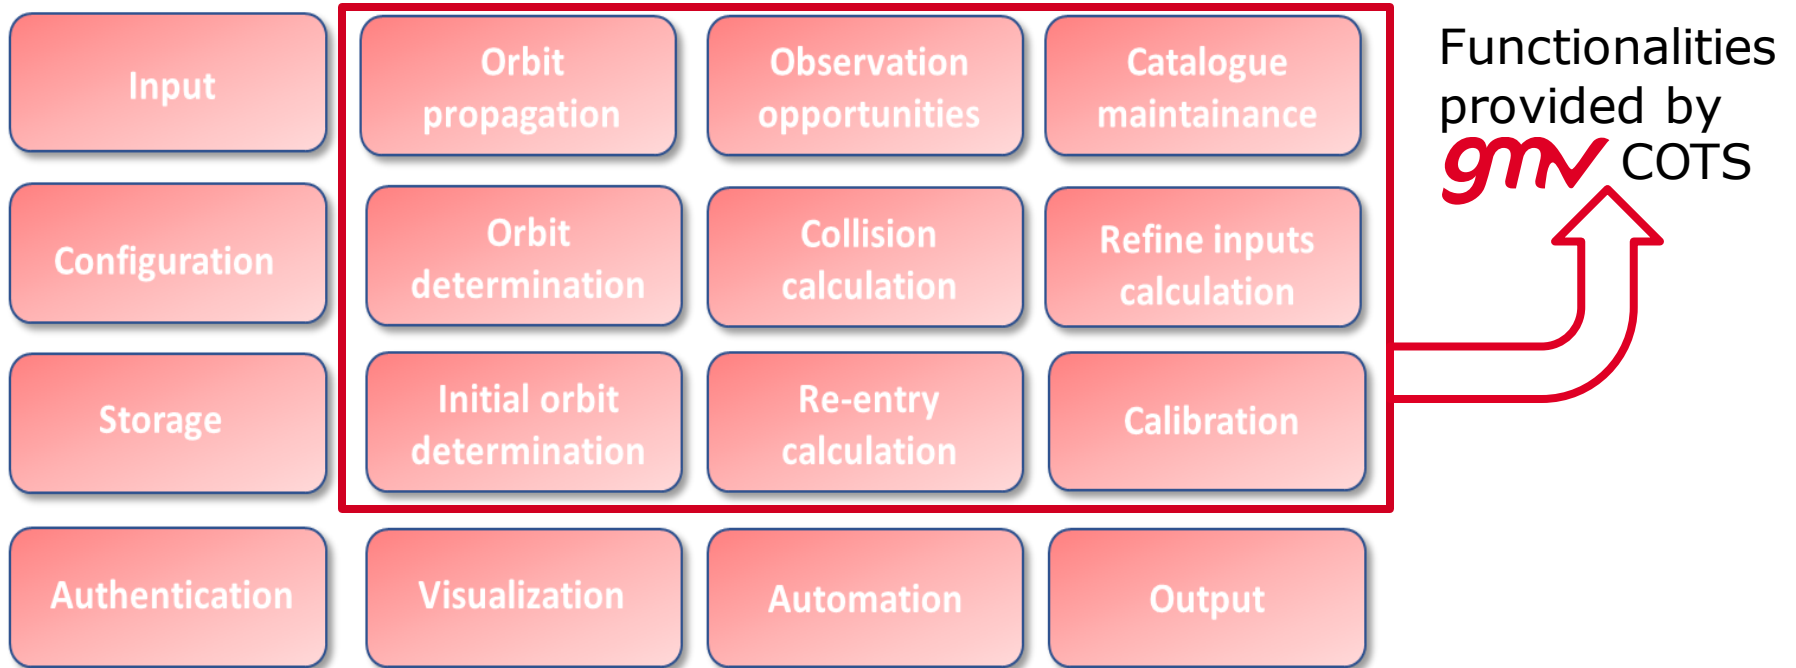 Input
Orbit
propagation
Observation
opportunities
Catalogue
maintainance
Functionalities
provided by
gmv COTS
Configuration
Orbit
determination
Collision
calculation
Refine inputs
calculation
Storage
Initial orbit
determination
Re-entry
calculation
Calibration
Authentication
Visualization
Automation
Output